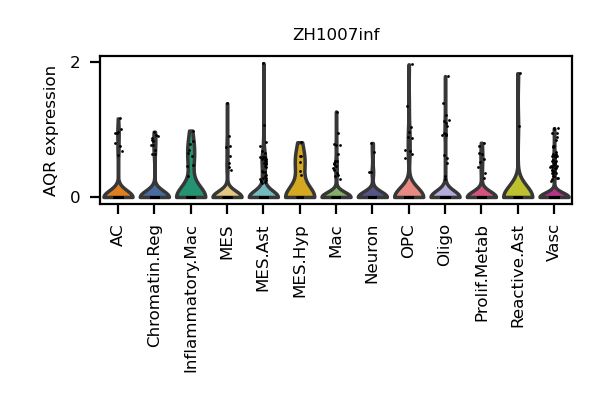 ZH1007inf
AQR expression
2
0
AC
Chromatin.Reg
Inflammatory.Mac
MES
MES.Ast
MES.Hyp
Mac
Neuron
OPC
Oligo
Prolif.Metab
Reactive.Ast
Vasc